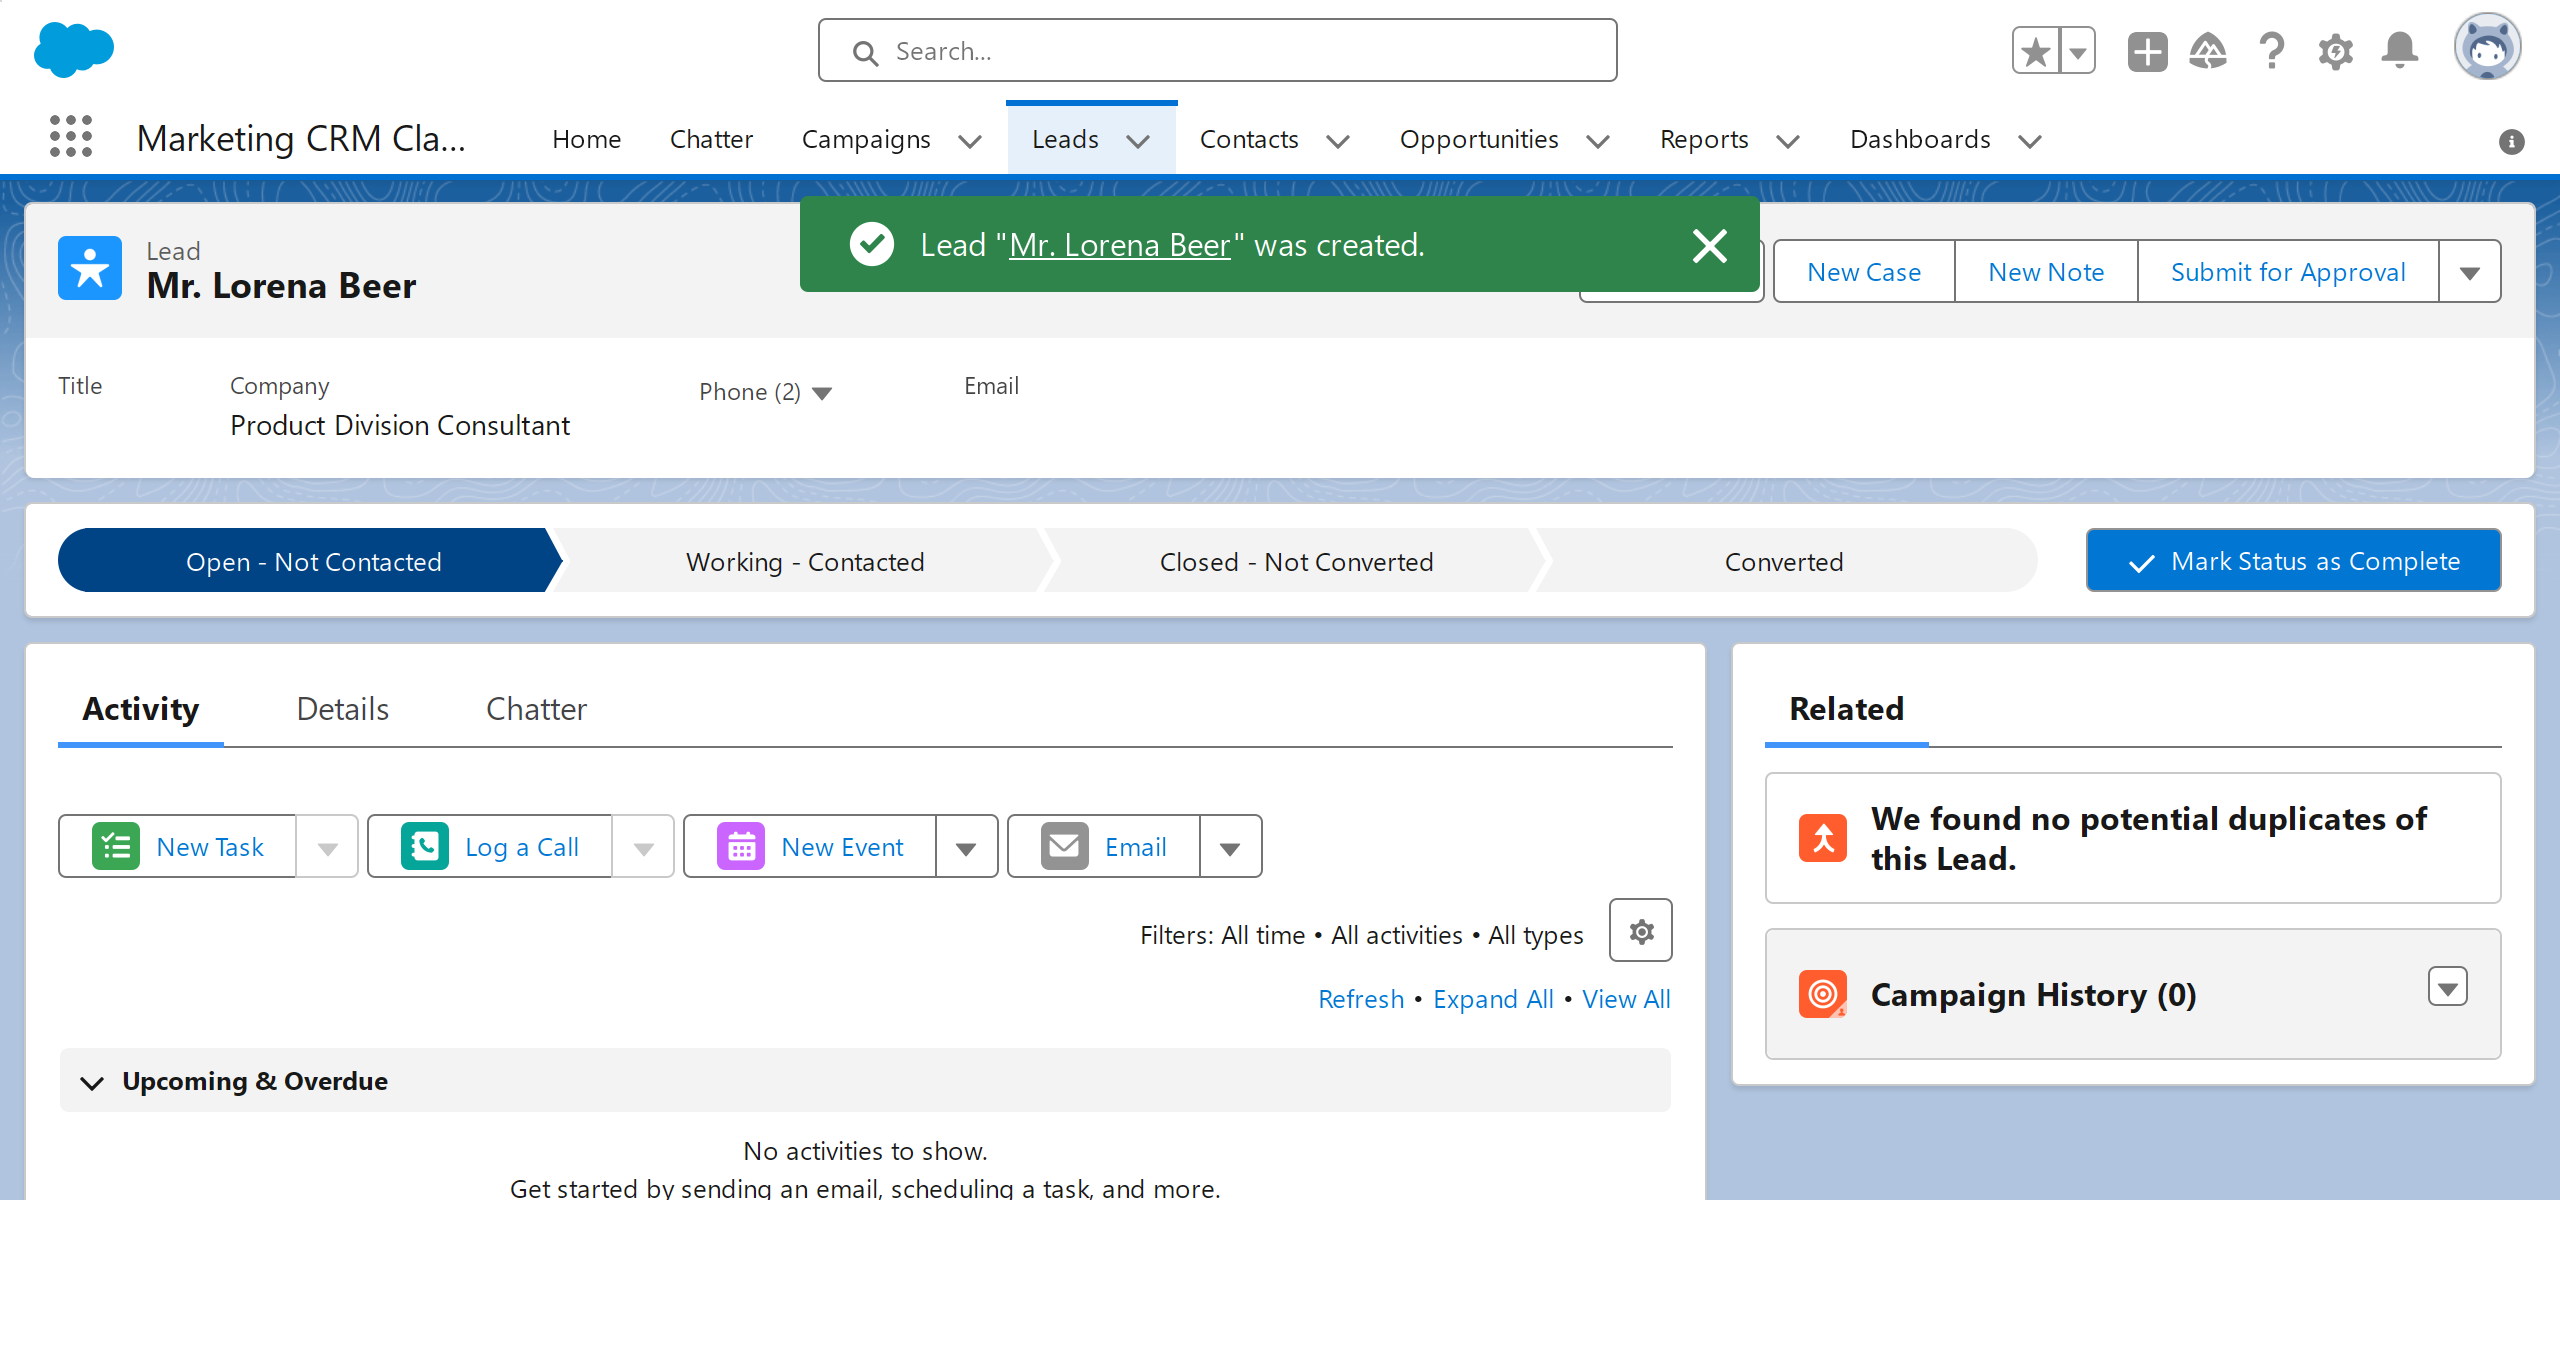 Search...
Marketing CRM Cla...
Home
Chatter
Campaigns
Leads
Contacts
Opportunities
Reports
Dashboards
Lead "Mr. Lorena Beer" was created.
Lead
Mr. Lorena Beer
New Case
New Note
Submit for Approval
Title
Company
Product Division Consultant
Phone (2)
Email
Open - Not Contacted
Working - Contacted
Closed - Not Converted
Converted
Mark Status as Complete
Activity
Details
Chatter
New Task
Log a Call
New Event
Email
Filters: All time • All activities • All types
Refresh • Expand All • View All
Upcoming & Overdue
No activities to show.
Get started by sending an email, scheduling a task, and more.
Related
We found no potential duplicates of
this Lead.
Campaign History (0)